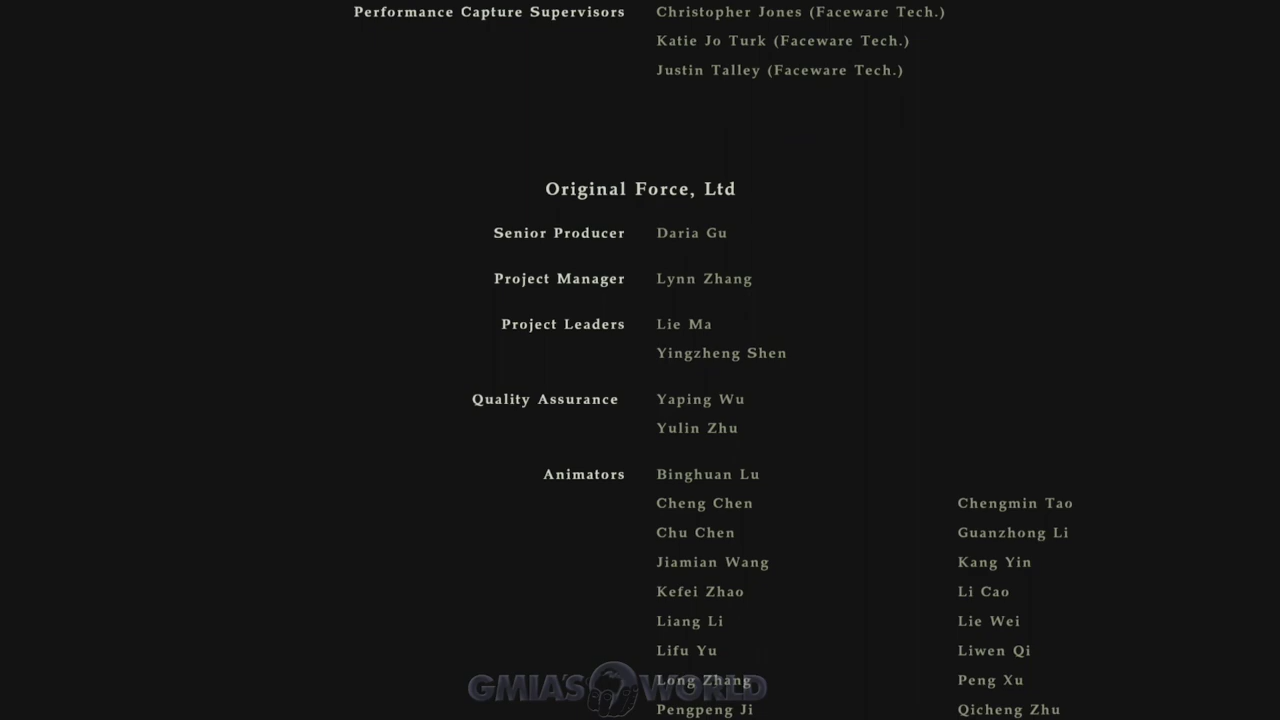 Performance Capture Supervisors Christopher Jones (Faceware Tech.)
Katie Jo Turk (Faceware Tech.)
Justin Talley (Faceware Tech.)
Original Force, Ltd
Senior Producer Daria Gu
Project Manager Lynn Zhang
Project Leaders Lie Ma
Yingzheng Shen
Quality Assurance Yaping Wu
Yulin Zhu
Animators Binghuan Lu
Cheng Chen Chengmin Tao
Chu Chen Guanzhong Li
Jiamian Wang Kang Yin
Kefei Zhao Li Cao
Liang Li Lie Wei
Lifu Yu Liwen Qi
Long Zhang Peng Xu
GMIA'S WORLD
Pengpeng Ji Qicheng Zhu